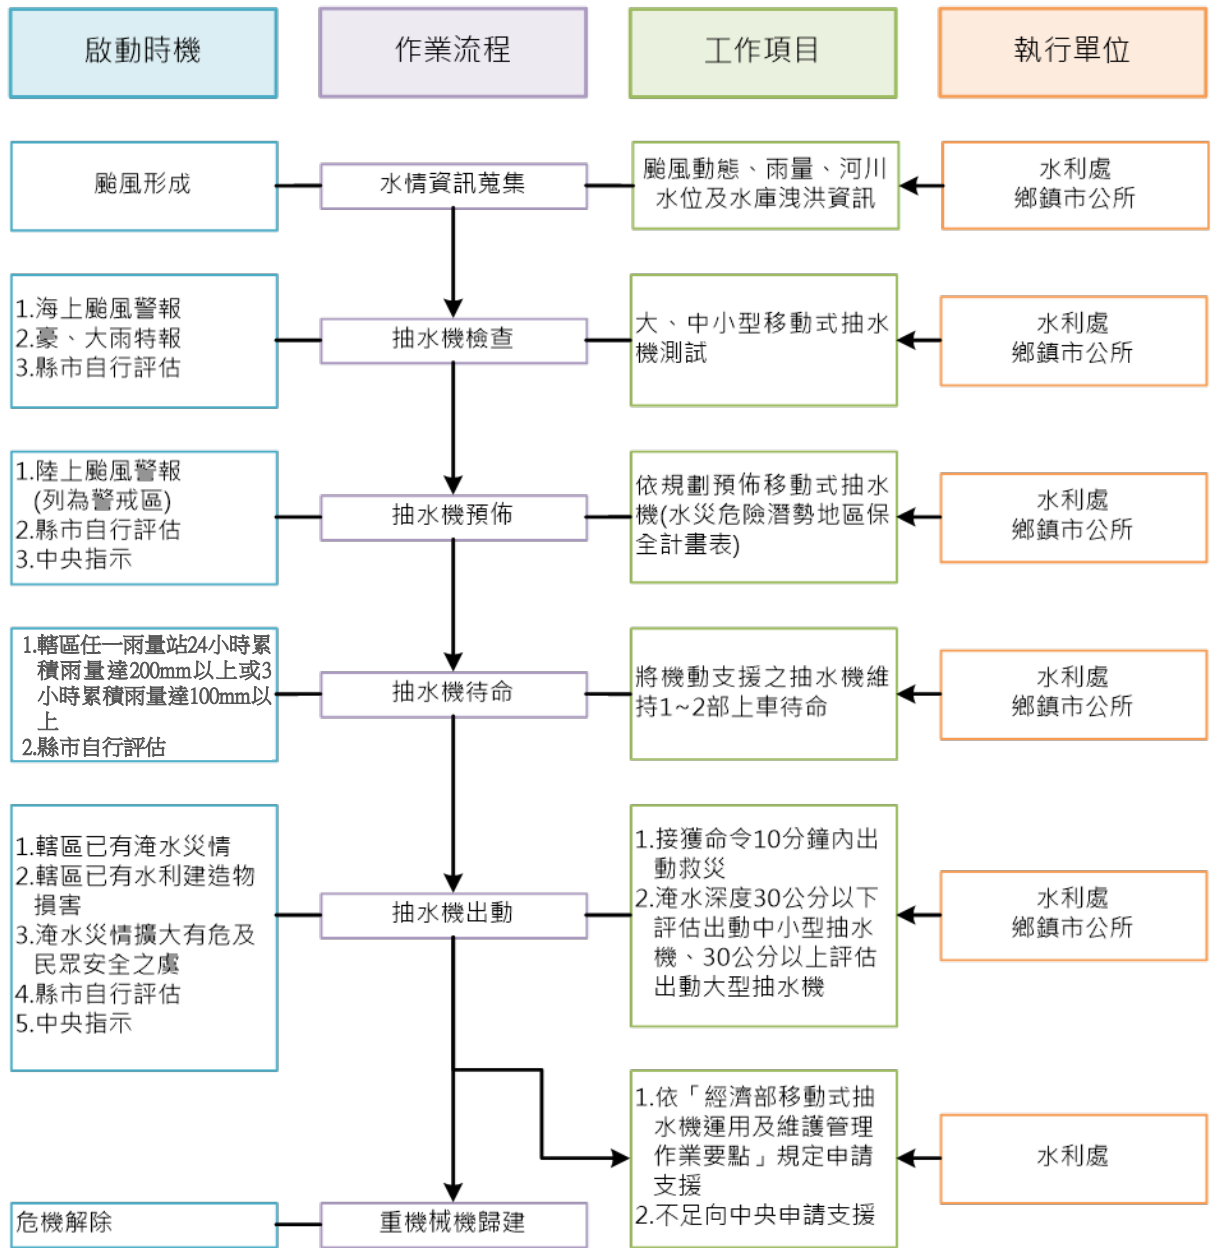 啟動時機
作業流程
工作項目
執行單位
颱風形成
水情資訊蒐集
颱風動態、雨量、河川
水位及水庫洩洪資訊
水利處
鄉鎮市公所
1.海上颱風警報
2.豪、大雨特報
3.縣市自行評估
抽水機檢查
大、中小型移動式抽水
機測試
水利處
鄉鎮市公所
1.陸上颱風警報
(列為警戒區)
2.縣市自行評估
3.中央指示
抽水機預佈
依規劃預佈移動式抽水
機(水災危險潛勢地區保
全計畫表)
水利處
鄉鎮市公所
1.轄區任一雨量站24小時累
積雨量達200mm以上或3
小時累積雨量達100mm以
上
2.縣市自行評估
抽水機待命
將機動支援之抽水機維
持1~2部上車待命
水利處
鄉鎮市公所
1.轄區已有淹水災情
2.轄區已有水利建造物
損害
3.淹水災情擴大有危及
民眾安全之虞
4.縣市自行評估
5.中央指示
抽水機出動
1.接獲命令10分鐘內出
動救災
2.淹水深度30公分以下
評估出動中小型抽水
機、30公分以上評估
出動大型抽水機
水利處
鄉鎮市公所
1.依「經濟部移動式抽
水機運用及維護管理
作業要點」規定申請
支援
2.不足向中央申請支援
水利處
危機解除
重機械機歸建